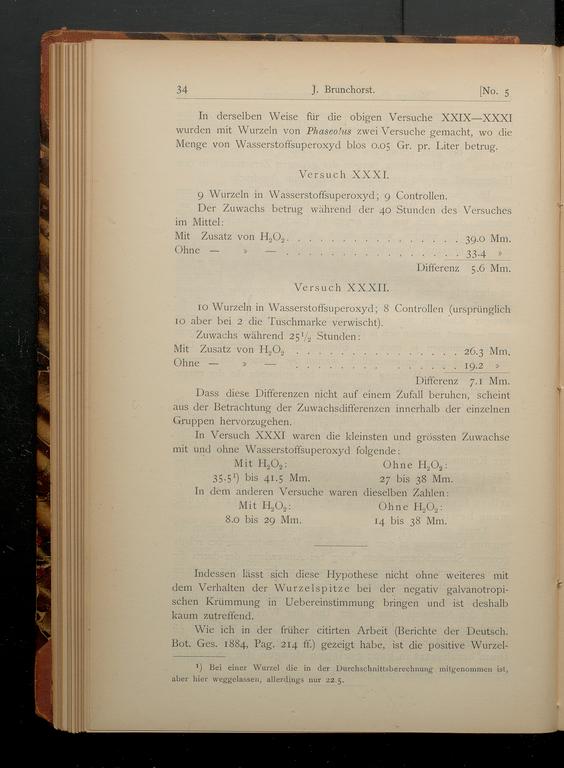 34 J. Brunchorst. [No. 5
In derselben Weise für die obigen Versuche XXIX—XXXI
wurden mit Wurzeln von Phaseolus zwei Versuche gemacht, wo die
Menge von Wasserstoffsuperoxyd blos 0.05 Gr. pr. Liter betrug.
Versuch XXXI.
9 Wurzeln in Wasserstoffsuperoxyd; 9 Controllen.
Der Zuwachs betrug während der 40 Stunden des Versuches
im Mittel:
Mit Zusatz von H₂O₂. . . . . . . . . . . . . . . . . 39.0 Mm.
Ohne — » — . . . . . . . . . . . . . . . . 33.4 »
Differenz 5.6 Mm.
Versuch XXXII.
10 Wurzeln in Wasserstoffsuperoxyd; 8 Controllen (ursprünglich
10 aber bei 2 die Tuschmarke verwischt).
Zuwachs während 25¹/₂ Stunden:
Mit Zusatz von H₂O₂ . . . . . . . . . . . . . . . . 26.3 Mm.
Ohne — » — . . . . . . . . . . . . . . . . 19.2 »
Differenz 7.1 Mm.
Dass diese Differenzen nicht auf einem Zufall beruhen, scheint
aus der Betrachtung der Zuwachsdifferenzen innerhalb der einzelnen
Gruppen hervorzugehen.
In Versuch XXXI waren die kleinsten und grössten Zuwachse
mit und ohne Wasserstoffsuperoxyd folgende:
Mit H₂O₂: Ohne H₂O₂:
35.5¹) bis 41.5 Mm. 27 bis 38 Mm.
In dem anderen Versuche waren dieselben Zahlen:
Mit H₂O₂: Ohne H₂O₂:
8.0 bis 29 Mm. 14 bis 38 Mm.
Indessen lässt sich diese Hypothese nicht ohne weiteres mit
dem Verhalten der Wurzelspitze bei der negativ galvanotropi-
schen Krümmung in Uebereinstimmung bringen und ist deshalb
kaum zutreffend.
Wie ich in der früher citirten Arbeit (Berichte der Deutsch.
Bot. Ges. 1884, Pag. 214 ff.) gezeigt habe, ist die positive Wurzel-
¹) Bei einer Wurzel die in der Durchschnittsberechnung mitgenommen ist,
aber hier weggelassen, allerdings nur 22.5.